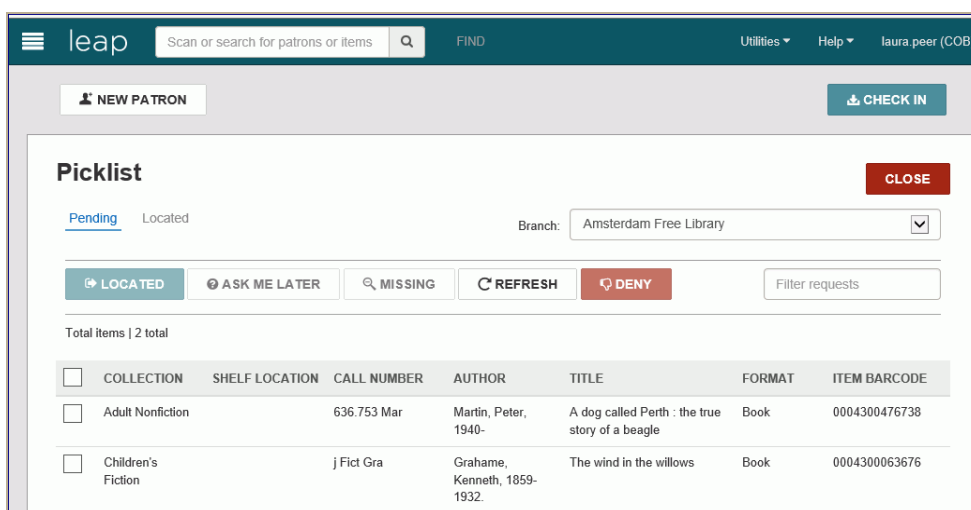 leap Scan or search for patrons or items FIND Utilities Help laura.peer (COB
NEW PATRON CHECK IN
Picklist
CLOSE
Pending Located Branch: Amsterdam Free Library
LOCATED ASK ME LATER MISSING REFRESH DENY Filter requests
Total items | 2 total
COLLECTION SHELF LOCATION CALL NUMBER AUTHOR TITLE FORMAT ITEM BARCODE
Adult Nonfiction 636.753 Mar Martin, Peter, A dog called Perth : the true Book 0004300476738
1940- story of a beagle
Children's j Fict Gra Grahame, The wind in the willows Book 0004300063676
Fiction Kenneth, 1859-
1932.